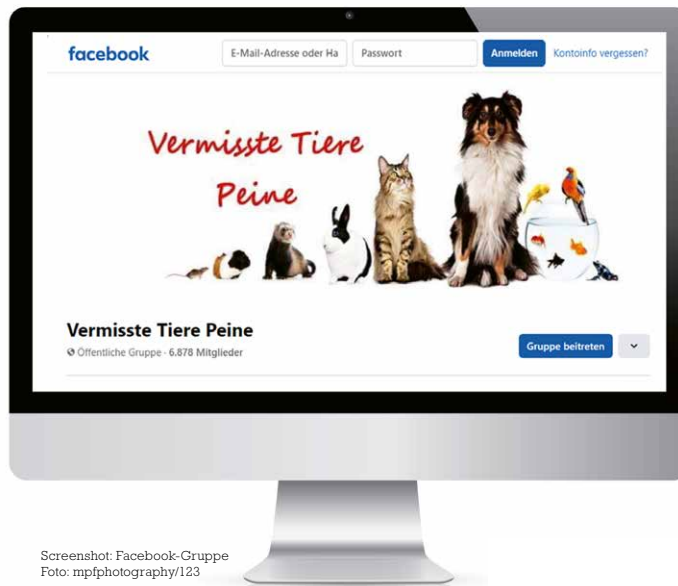 facebook
E-Mail-Adresse oder Ha
Passwort
Anmelden
Kontoinfo vergessen?
Vermisste Tiere
Peine
Vermisste Tiere Peine
Öffentliche Gruppe · 6.878 Mitglieder
Gruppe beitreten
Screenshot: Facebook-Gruppe
Foto: mpfphotography/123